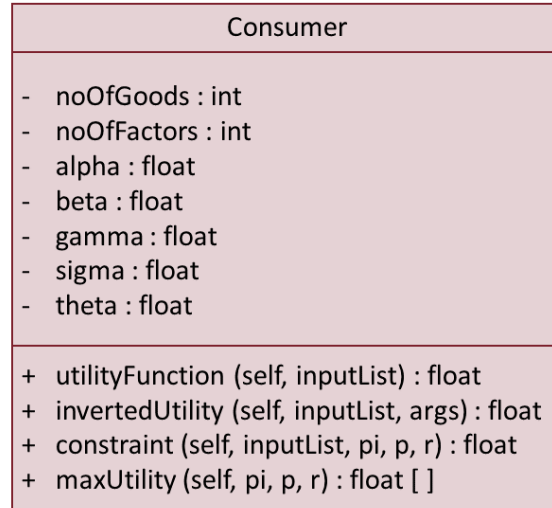 Consumer
- noOfGoods : int
- noOfFactors : int
- alpha : float
- beta : float
- gamma : float
- sigma : float
- theta : float
+ utilityFunction (self, inputList) : float
+ invertedUtility (self, inputList, args) : float
+ constraint (self, inputList, pi, p, r) : float
+ maxUtility (self, pi, p, r) : float [ ]